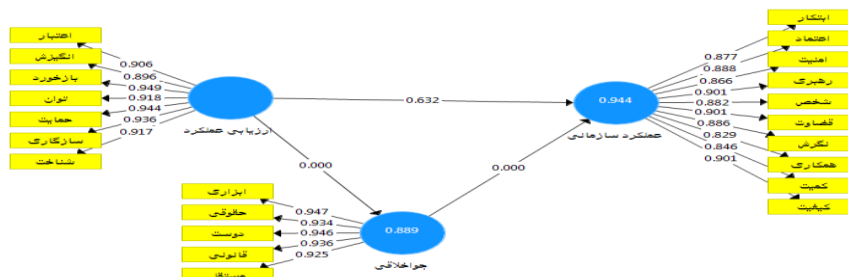 اعتبار
انگیزش
بازخورد
توان
حمایت
سازگاری
شناخت
0.906
0.896
0.949
0.918
0.944
0.936
0.917
ارزیابی عملکرد
0.632
0.000
0.000
0.944
عملکرد سازمانی
0.877
0.888
0.866
0.901
0.882
0.901
0.886
0.829
0.846
0.901
ابتکار
اعتماد
امنیت
رهبری
شخص
قضاوت
نگرش
همکاری
کمیت
کیفیت
ابزاری
حقوقی
دوست
قانونی
0.947
0.934
0.946
0.936
0.925
0.889
جواخلاقی